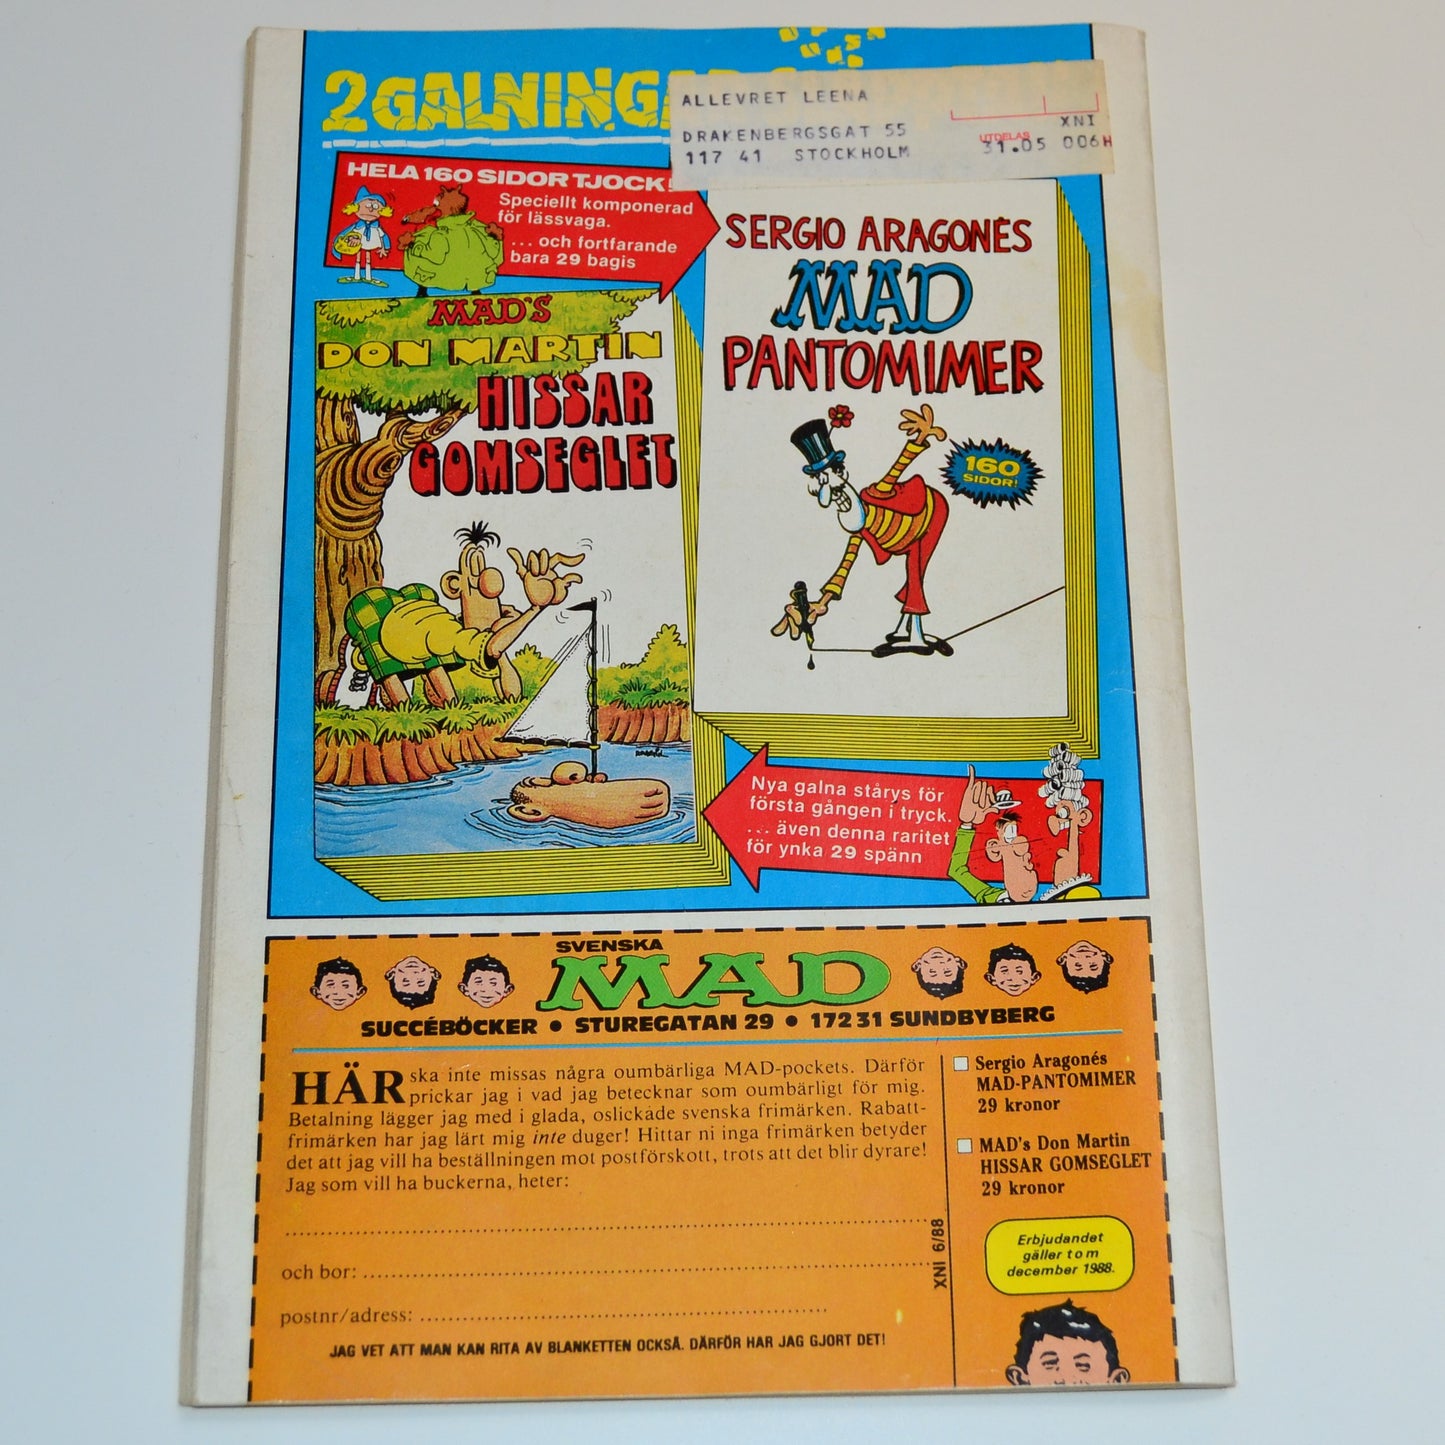 2 GALNINGA
ALLEVRET LEENA
DRAKENBERGSGAT 55
117 41 STOCKHOLM
XNI
UTDELAS
31.05 006H
HELA 160 SIDOR TJOCK!
Speciellt komponerad
för lässvaga.
... och fortfarande
bara 29 bagis
SERGIO ARAGONÉS
MAD
PANTOMIMER
160
SIDOR!
MAD'S
DON MARTIN
HISSAR
GOMSEGLET
Nya galna stårys för
första gången i tryck.
... även denna raritet
för ynka 29 spänn
SVENSKA
MAD
SUCCÉBÖCKER • STUREGATAN 29 • 172 31 SUNDBYBERG
HÄR ska inte missas några oumbärliga MAD-pockets. Därför
prickar jag i vad jag betecknar som oumbärligt för mig.
Betalning lägger jag med i glada, oslickade svenska frimärken. Rabatt-
frimärken har jag lärt mig inte duger! Hittar ni inga frimärken betyder
det att jag vill ha beställningen mot postförskott, trots att det blir dyrare!
Jag som vill ha buckerna, heter:
och bor:
postnr/adress:
JAG VET ATT MAN KAN RITA AV BLANKETTEN OCKSÅ. DÄRFÖR HAR JAG GJORT DET!
XNI 6/88
Sergio Aragonés
MAD-PANTOMIMER
29 kronor
MAD's Don Martin
HISSAR GOMSEGLET
29 kronor
Erbjudandet
gäller t o m
december 1988.